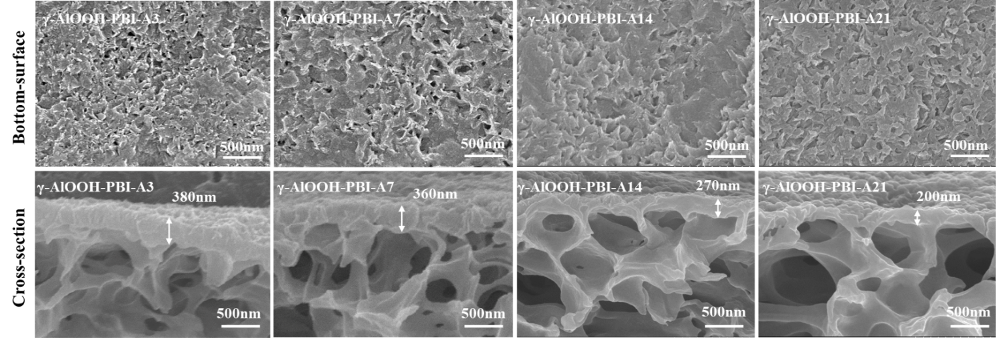 Bottom-surface
γ-AlOOH-PBI-A3
γ-AlOOH-PBI-A7
γ-AlOOH-PBI-A14
γ-AlOOH-PBI-A21
500nm
500nm
500nm
500nm
Cross-section
γ-AlOOH-PBI-A3
380nm
γ-AlOOH-PBI-A7
360nm
γ-AlOOH-PBI-A14
270nm
γ-AlOOH-PBI-A21
200nm
500nm
500nm
500nm
500nm